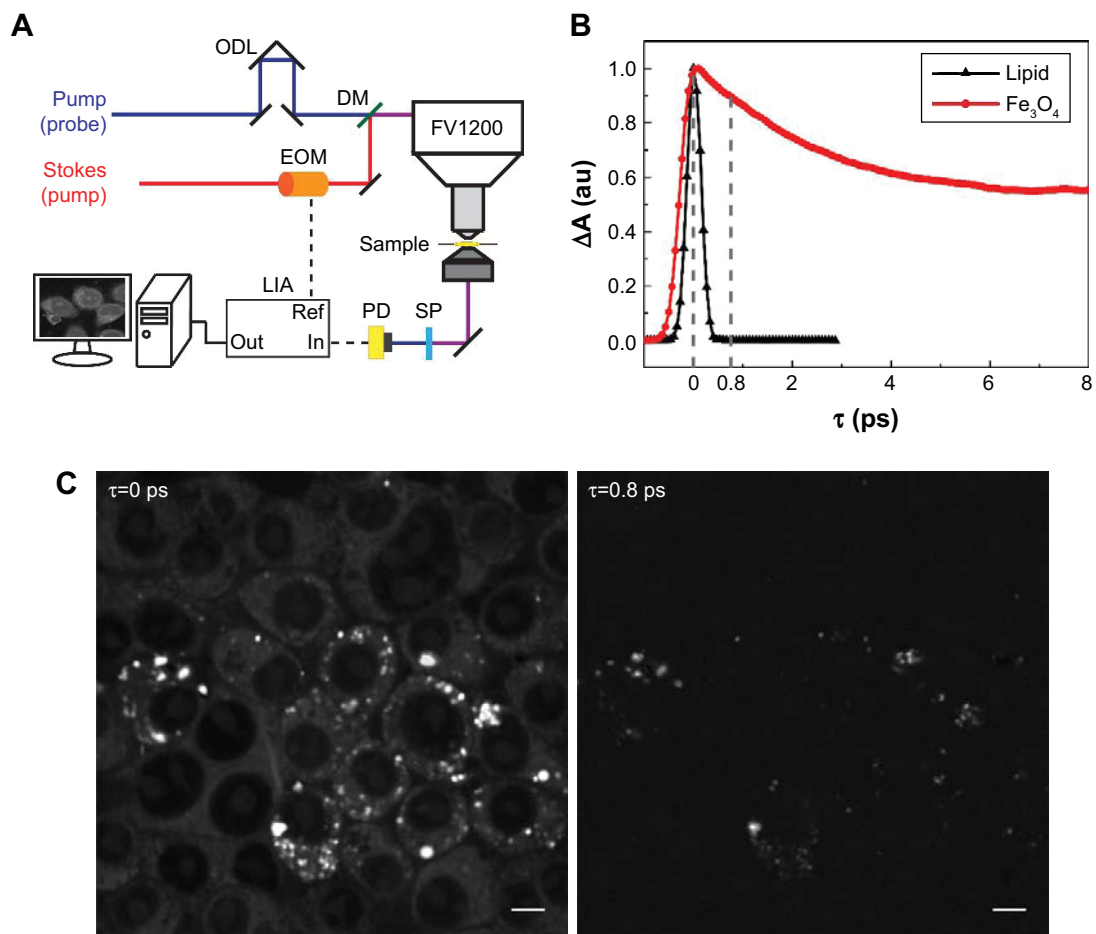 A
ODL
Pump
(probe)
DM
FV1200
EOM
Stokes
(pump)
Sample
LIA
Ref
PD
SP
Out
In
B
Lipid
Fe₃O₄
1.0
0.8
0.6
0.4
0.2
0.0
ΔA (au)
0
0.8
2
4
6
8
τ (ps)
C
τ=0 ps
τ=0.8 ps